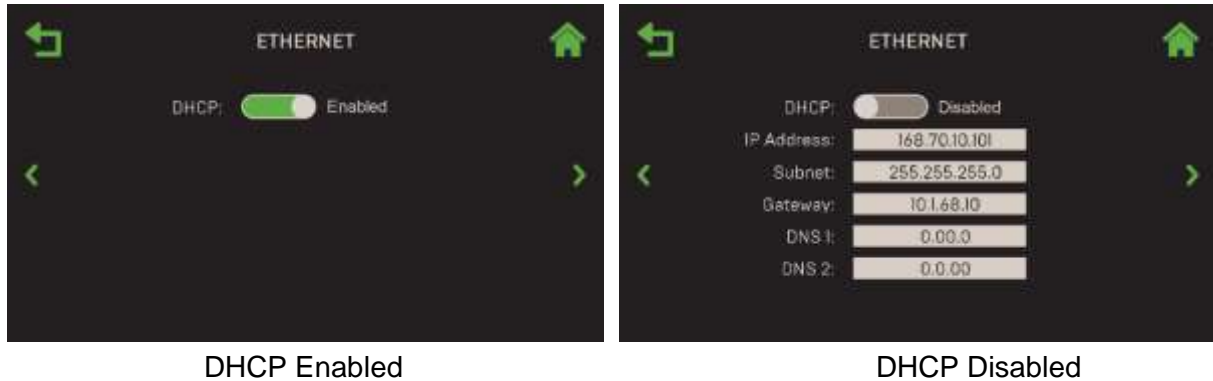 ETHERNET
DHCP: Enabled
DHCP Enabled
ETHERNET
DHCP: Disabled
IP Address: 168.70.10.101
Subnet: 255.255.255.0
Gateway: 10.1.68.10
DNS 1: 0.00.0
DNS 2: 0.0.00
DHCP Disabled